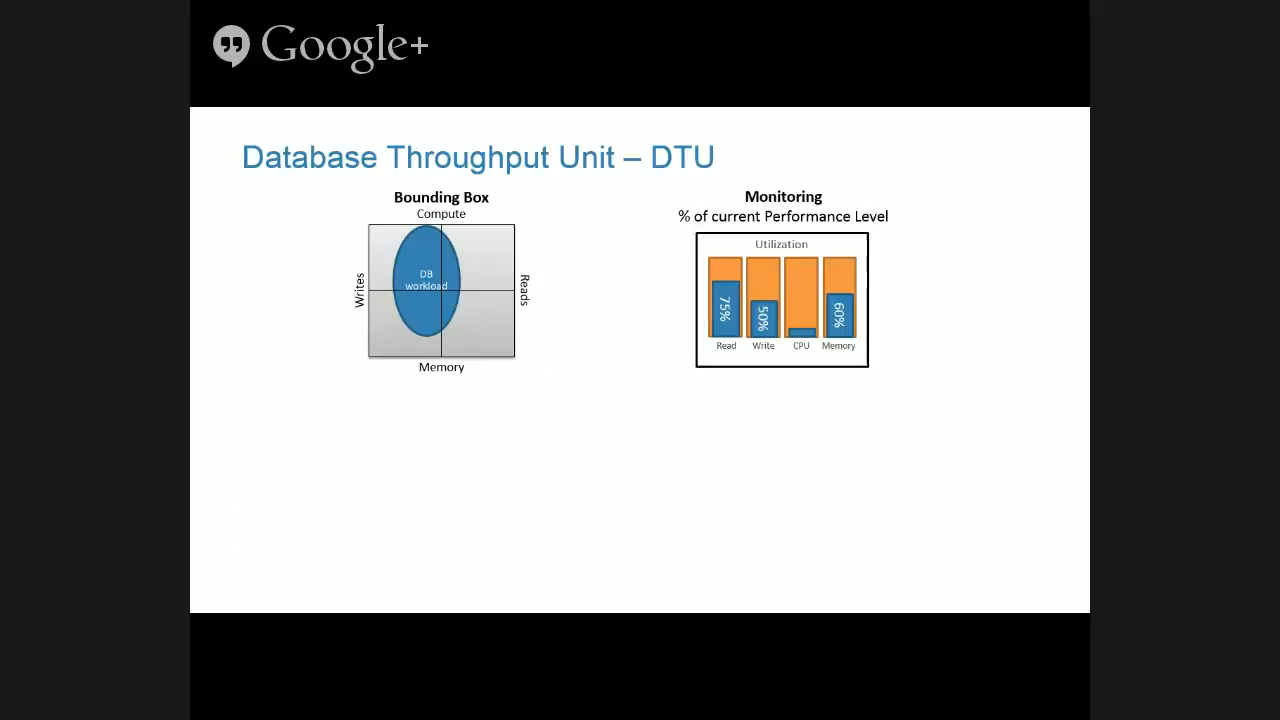 Google+
Database Throughput Unit – DTU
Bounding Box
Compute
Writes
DB
workload
Reads
Memory
Monitoring
% of current Performance Level
Utilization
75%
50%
60%
Read
Write
CPU
Memory